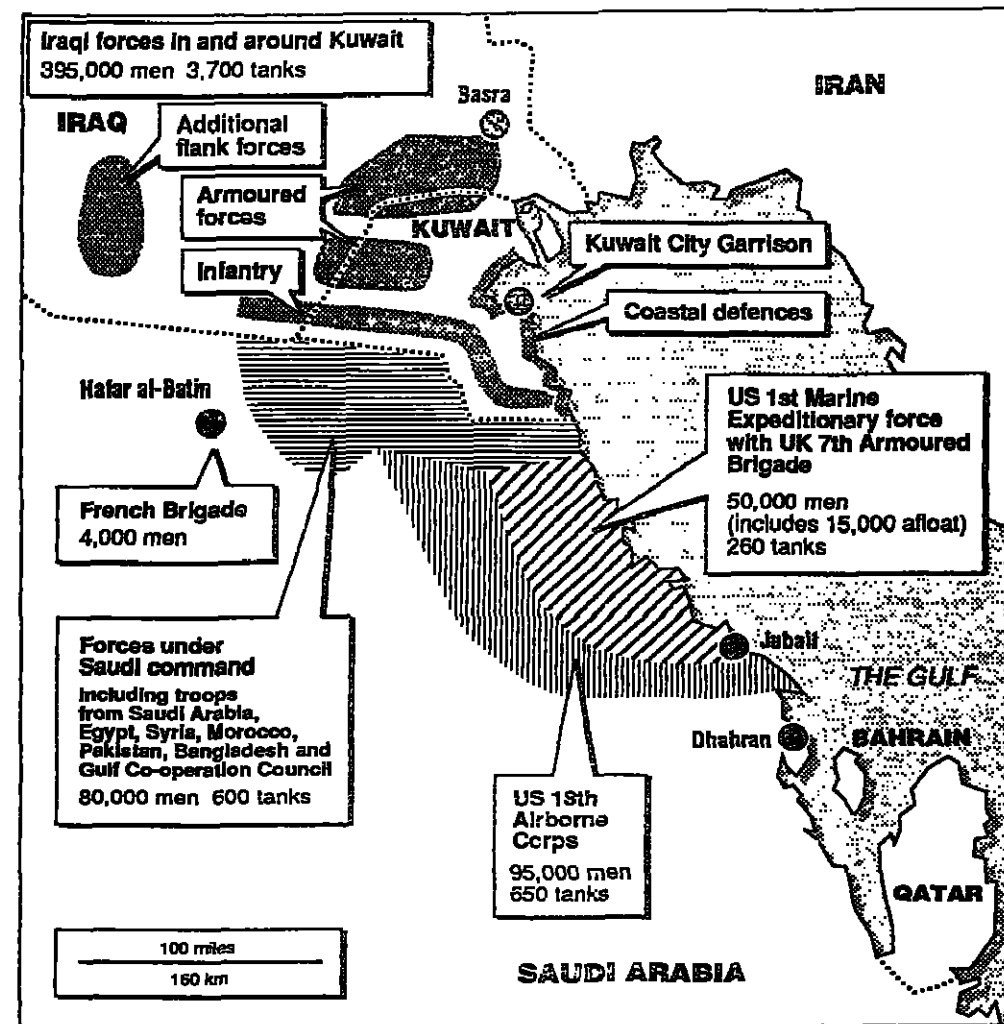 Iraqi forces in and around Kuwait
395,000 men 3,700 tanks
IRAN
Basra
IRAQ
Additional
flank forces
Armoured
forces
KUWAIT
Kuwait City Garrison
Infantry
Coastal defences
Hafar al-Batin
US 1st Marine
Expeditionary force
with UK 7th Armoured
Brigade
50,000 men
(includes 15,000 afloat)
260 tanks
French Brigade
4,000 men
Forces under
Saudi command
Including troops
from Saudi Arabia,
Egypt, Syria, Morocco,
Pakistan, Bangladesh and
Gulf Co-operation Council
80,000 men 600 tanks
Jabail
THE GULF
Dhahran
BAHRAIN
US 18th
Airborne
Corps
95,000 men
650 tanks
QATAR
100 miles
160 km
SAUDI ARABIA